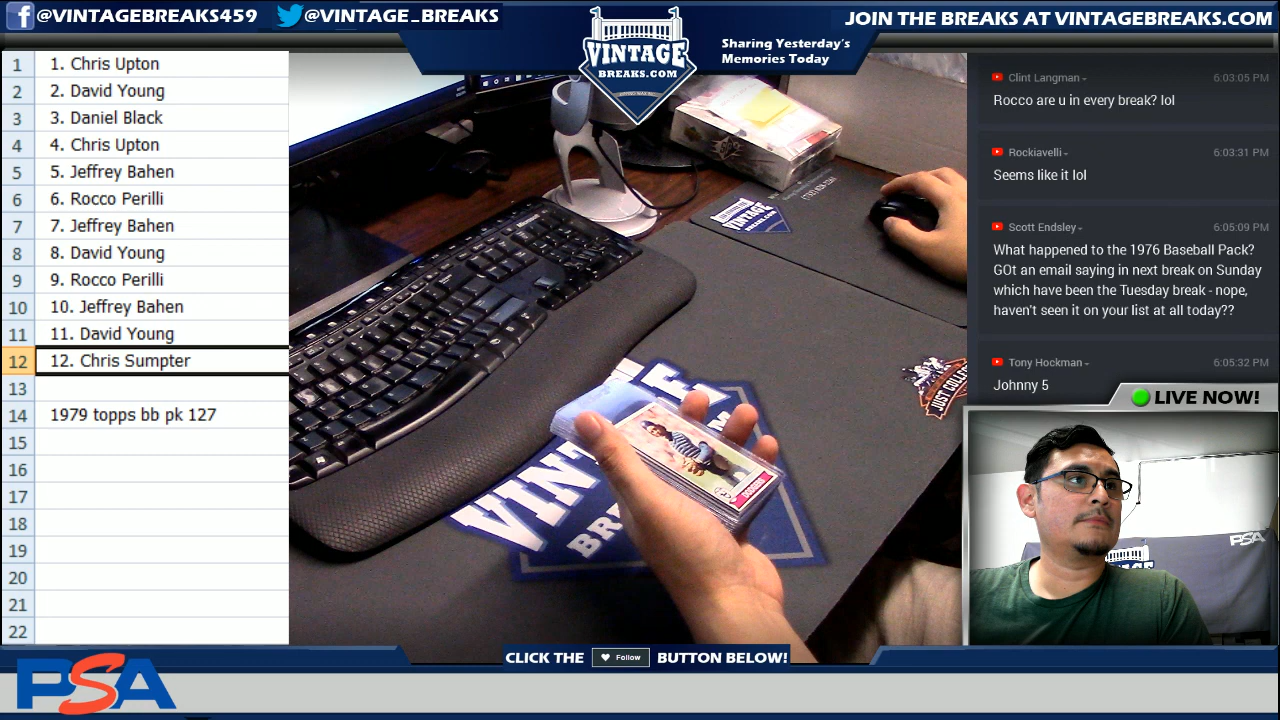 @VINTAGEBREAKS459
@VINTAGE_BREAKS
VINTAGE
BREAKS.COM
Sharing Yesterday's
Memories Today
JOIN THE BREAKS AT VINTAGEBREAKS.COM
1 1. Chris Upton
2 2. David Young
3 3. Daniel Black
4 4. Chris Upton
5 5. Jeffrey Bahen
6 6. Rocco Perilli
7 7. Jeffrey Bahen
8 8. David Young
9 9. Rocco Perilli
10 10. Jeffrey Bahen
11 11. David Young
12 12. Chris Sumpter
13
14 1979 topps bb pk 127
15
16
17
18
19
20
21
22
VINTAGE
JUST COLLE
DODGERS
Clint Langman 6:03:05 PM
Rocco are u in every break? lol
Rockiavelli 6:03:31 PM
Seems like it lol
Scott Endsley 6:05:09 PM
What happened to the 1976 Baseball Pack?
GOt an email saying in next break on Sunday
which have been the Tuesday break - nope,
haven't seen it on your list at all today??
Tony Hockman 6:05:32 PM
Johnny 5
LIVE NOW!
PSA
CLICK THE Follow BUTTON BELOW!
PSA